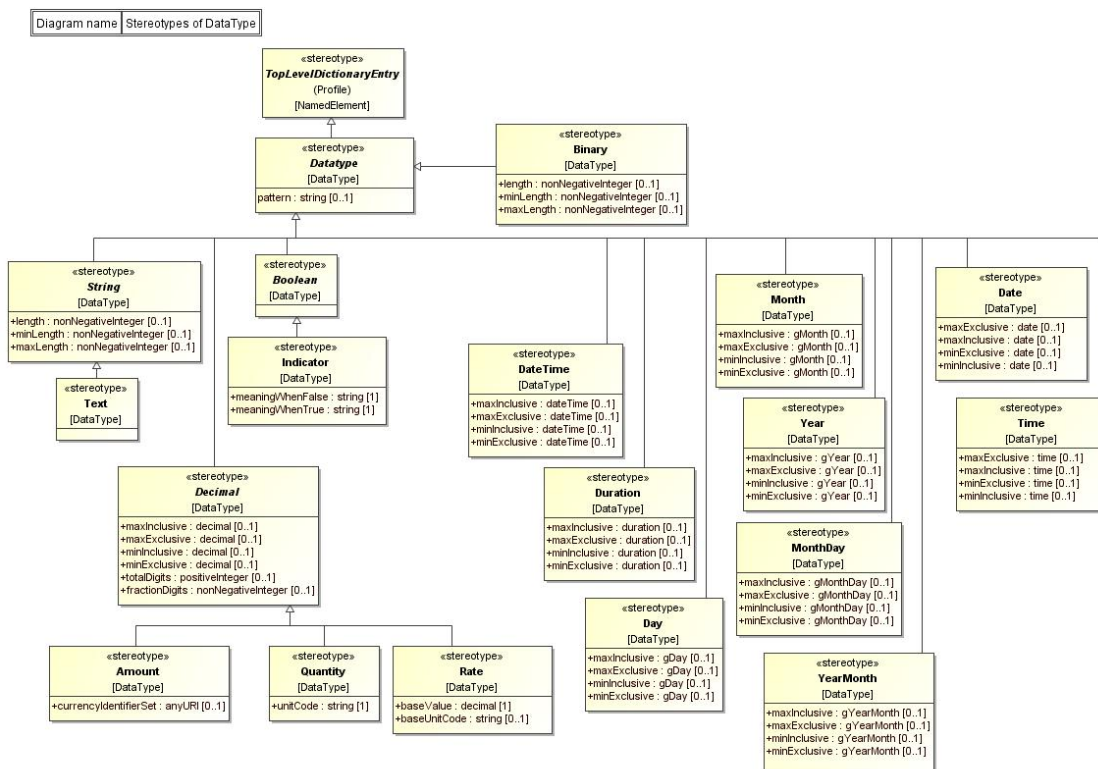 Diagram name Stereotypes of DataType
«stereotype»
TopLevelDictionaryEntry
(Profile)
[NamedElement]
«stereotype»
Datatype
[DataType]
pattern : string [0..1]
«stereotype»
Binary
[DataType]
+length : nonNegativeInteger [0..1]
+minLength : nonNegativeInteger [0..1]
+maxLength : nonNegativeInteger [0..1]
«stereotype»
String
[DataType]
+length : nonNegativeInteger [0..1]
+minLength : nonNegativeInteger [0..1]
+maxLength : nonNegativeInteger [0..1]
«stereotype»
Boolean
[DataType]
«stereotype»
Month
[DataType]
+maxInclusive : gMonth [0..1]
+maxExclusive : gMonth [0..1]
+minInclusive : gMonth [0..1]
+minExclusive : gMonth [0..1]
«stereotype»
Date
[DataType]
+maxExclusive : date [0..1]
+maxInclusive : date [0..1]
+minExclusive : date [0..1]
+minInclusive : date [0..1]
«stereotype»
Text
[DataType]
«stereotype»
Indicator
[DataType]
+meaningWhenFalse : string [1]
+meaningWhenTrue : string [1]
«stereotype»
DateTime
[DataType]
+maxInclusive : dateTime [0..1]
+maxExclusive : dateTime [0..1]
+minInclusive : dateTime [0..1]
+minExclusive : dateTime [0..1]
«stereotype»
Year
[DataType]
+maxInclusive : gYear [0..1]
+maxExclusive : gYear [0..1]
+minInclusive : gYear [0..1]
+minExclusive : gYear [0..1]
«stereotype»
Time
[DataType]
+maxExclusive : time [0..1]
+maxInclusive : time [0..1]
+minExclusive : time [0..1]
+minInclusive : time [0..1]
«stereotype»
Decimal
[DataType]
+maxInclusive : decimal [0..1]
+maxExclusive : decimal [0..1]
+minInclusive : decimal [0..1]
+minExclusive : decimal [0..1]
+totalDigits : positiveInteger [0..1]
+fractionDigits : nonNegativeInteger [0..1]
«stereotype»
Duration
[DataType]
+maxInclusive : duration [0..1]
+maxExclusive : duration [0..1]
+minInclusive : duration [0..1]
+minExclusive : duration [0..1]
«stereotype»
MonthDay
[DataType]
+maxInclusive : gMonthDay [0..1]
+maxExclusive : gMonthDay [0..1]
+minInclusive : gMonthDay [0..1]
+minExclusive : gMonthDay [0..1]
«stereotype»
Amount
[DataType]
+currencyIdentifierSet : anyURI [0..1]
«stereotype»
Quantity
[DataType]
+unitCode : string [1]
«stereotype»
Rate
[DataType]
+baseValue : decimal [1]
+baseUnitCode : string [0..1]
«stereotype»
Day
[DataType]
+maxInclusive : gDay [0..1]
+maxExclusive : gDay [0..1]
+minInclusive : gDay [0..1]
+minExclusive : gDay [0..1]
«stereotype»
YearMonth
[DataType]
+maxInclusive : gYearMonth [0..1]
+maxExclusive : gYearMonth [0..1]
+minInclusive : gYearMonth [0..1]
+minExclusive : gYearMonth [0..1]